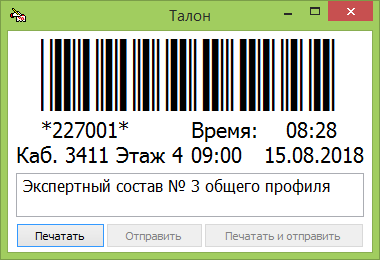 Талон
*227001* Время: 08:28
Каб. 3411 Этаж 4 09:00 15.08.2018
Экспертный состав № 3 общего профиля
Печатать Отправить Печатать и отправить